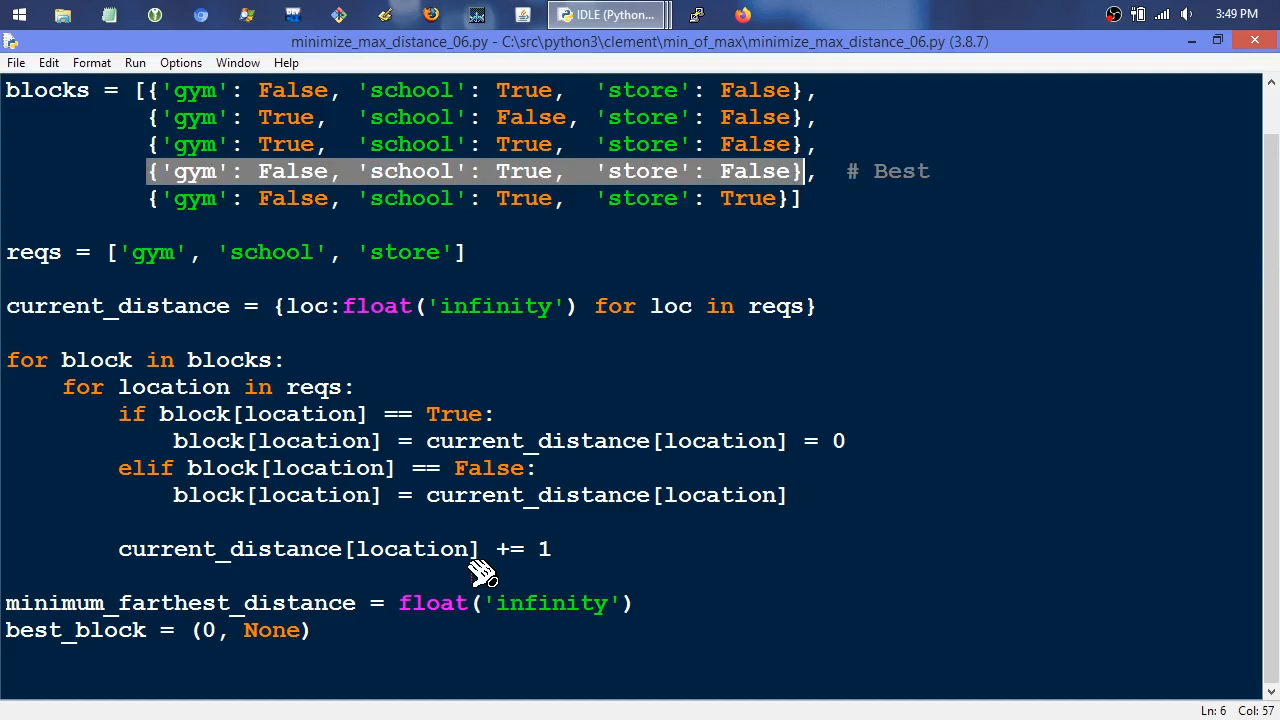 IDLE (Python...
3:49 PM
minimize_max_distance_06.py - C:\src\python3\clement\min_of_max\minimize_max_distance_06.py (3.8.7)
File Edit Format Run Options Window Help
blocks = [{'gym': False, 'school': True,  'store': False},
{'gym': True,  'school': False, 'store': False},
{'gym': True,  'school': True,  'store': False},
{'gym': False, 'school': True,  'store': False},  # Best
{'gym': False, 'school': True,  'store': True}]
reqs = ['gym', 'school', 'store']
current_distance = {loc:float('infinity') for loc in reqs}
for block in blocks:
for location in reqs:
if block[location] == True:
block[location] = current_distance[location] = 0
elif block[location] == False:
block[location] = current_distance[location]
current_distance[location] += 1
minimum_farthest_distance = float('infinity')
best_block = (0, None)
Ln: 6 Col: 57